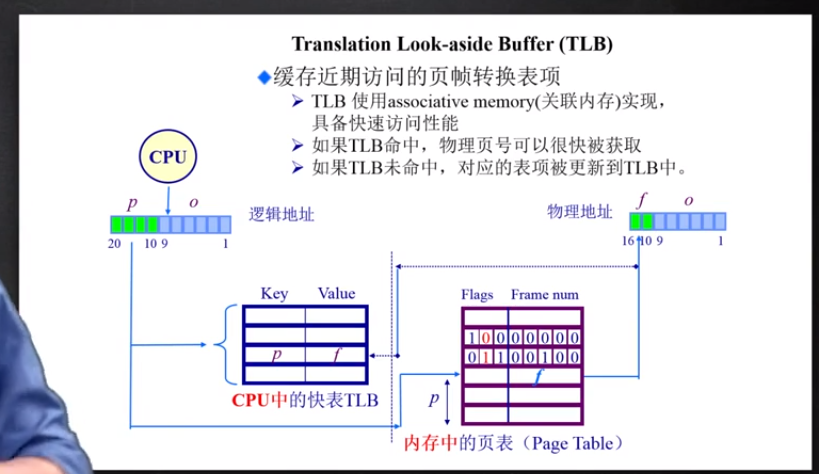 Translation Look-aside Buffer (TLB)
缓存近期访问的页帧转换表项
TLB 使用associative memory(关联内存)实现，
具备快速访问性能
如果TLB命中，物理页号可以很快被获取
如果TLB未命中，对应的表项被更新到TLB中。
CPU
p o
逻辑地址
20 10 9 1
物理地址
f o
16 10 9 1
Key Value
p f
CPU中的快表TLB
Flags Frame num
1 0 0 0 0 0 0 0
0 1 1 0 0 1 0 0
f
p
内存中的页表（Page Table）